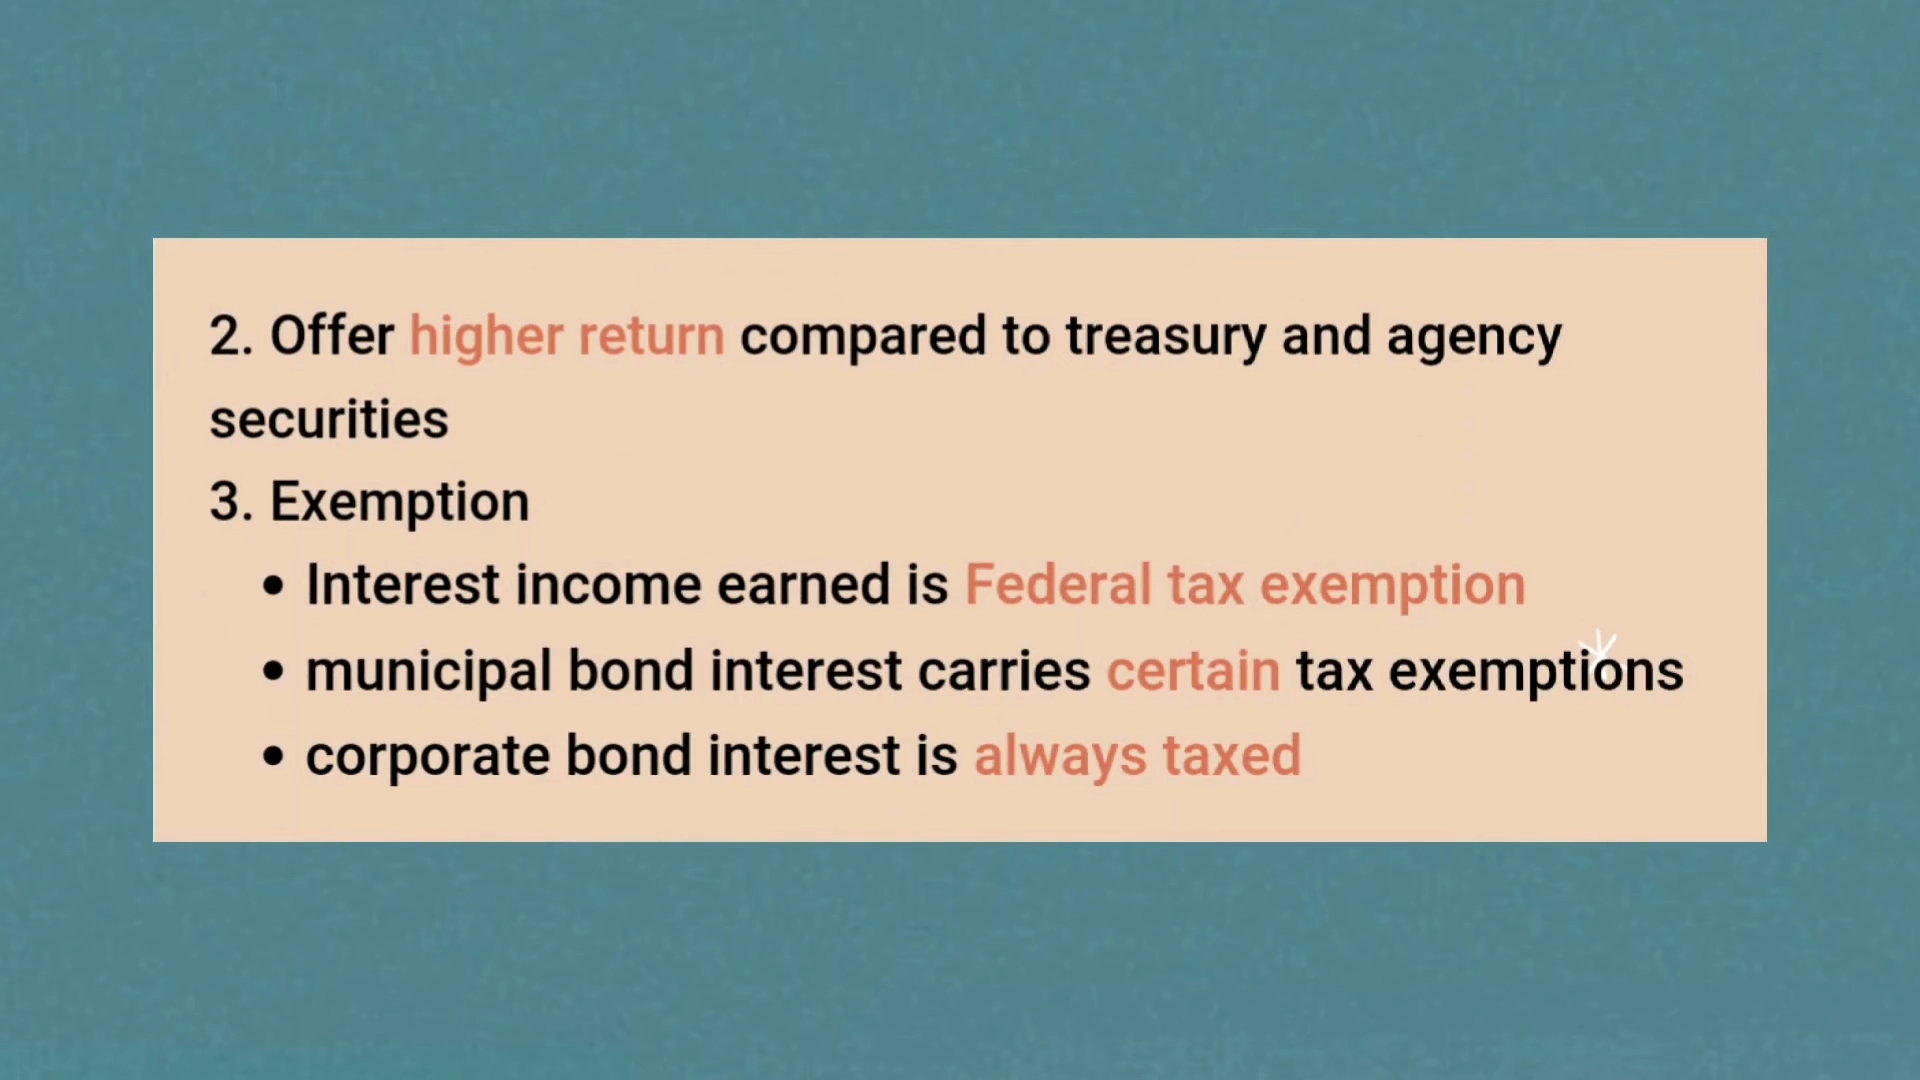 2. Offer higher return compared to treasury and agency
securities
3. Exemption
• Interest income earned is Federal tax exemption
• municipal bond interest carries certain tax exemptions
• corporate bond interest is always taxed